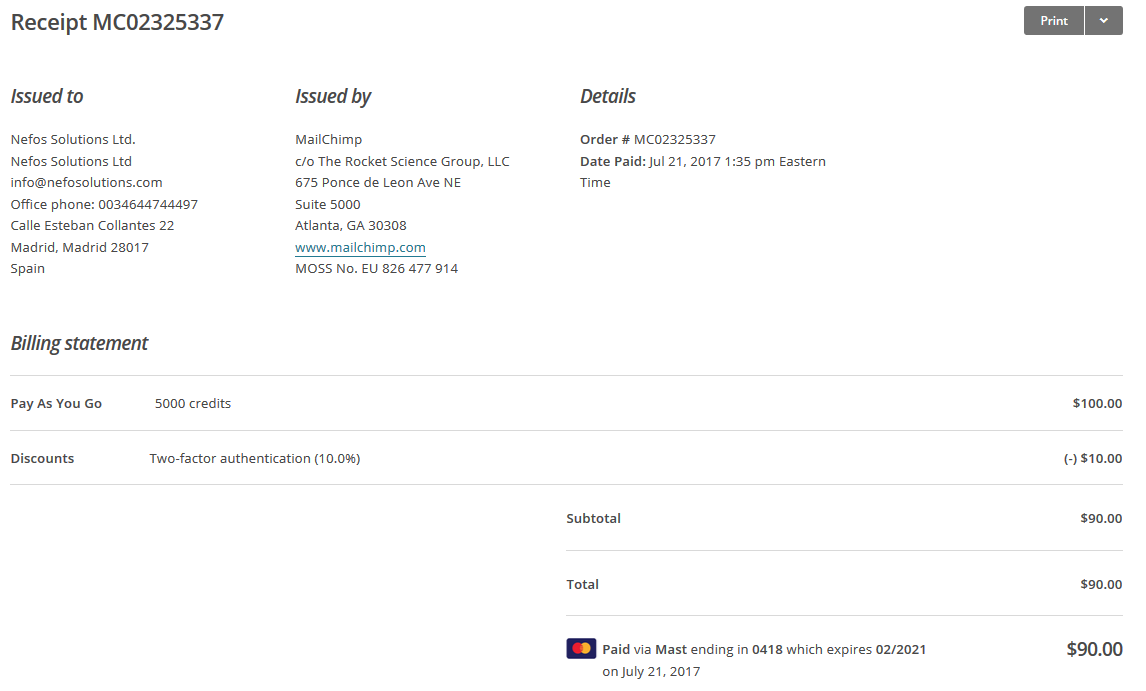 Receipt MC02325337
Print
Issued to
Nefos Solutions Ltd.
Nefos Solutions Ltd
info@nefosolutions.com
Office phone: 0034644744497
Calle Esteban Collantes 22
Madrid, Madrid 28017
Spain
Issued by
MailChimp
c/o The Rocket Science Group, LLC
675 Ponce de Leon Ave NE
Suite 5000
Atlanta, GA 30308
www.mailchimp.com
MOSS No. EU 826 477 914
Details
Order # MC02325337
Date Paid: Jul 21, 2017 1:35 pm Eastern
Time
Billing statement
Pay As You Go 5000 credits $100.00
Discounts Two-factor authentication (10.0%) (-) $10.00
Subtotal $90.00
Total $90.00
Paid via Mast ending in 0418 which expires 02/2021 $90.00
on July 21, 2017